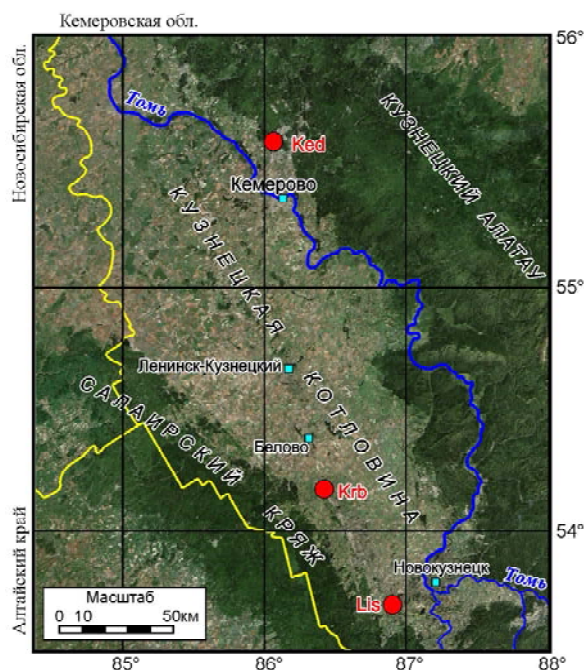 Кемеровская обл.
Новосибирская обл.
Алтайский край
56°
Томь
Ked
Кемерово
КУЗНЕЦКИЙ АЛАТАУ
КУЗНЕЦКАЯ КОТЛОВИНА
55°
Ленинск-Кузнецкий
САЛАИРСКИЙ КРЯЖ
Белово
Krb
54°
Новокузнецк
Томь
Lis
Масштаб
0 10 50км
85° 86° 87° 88°